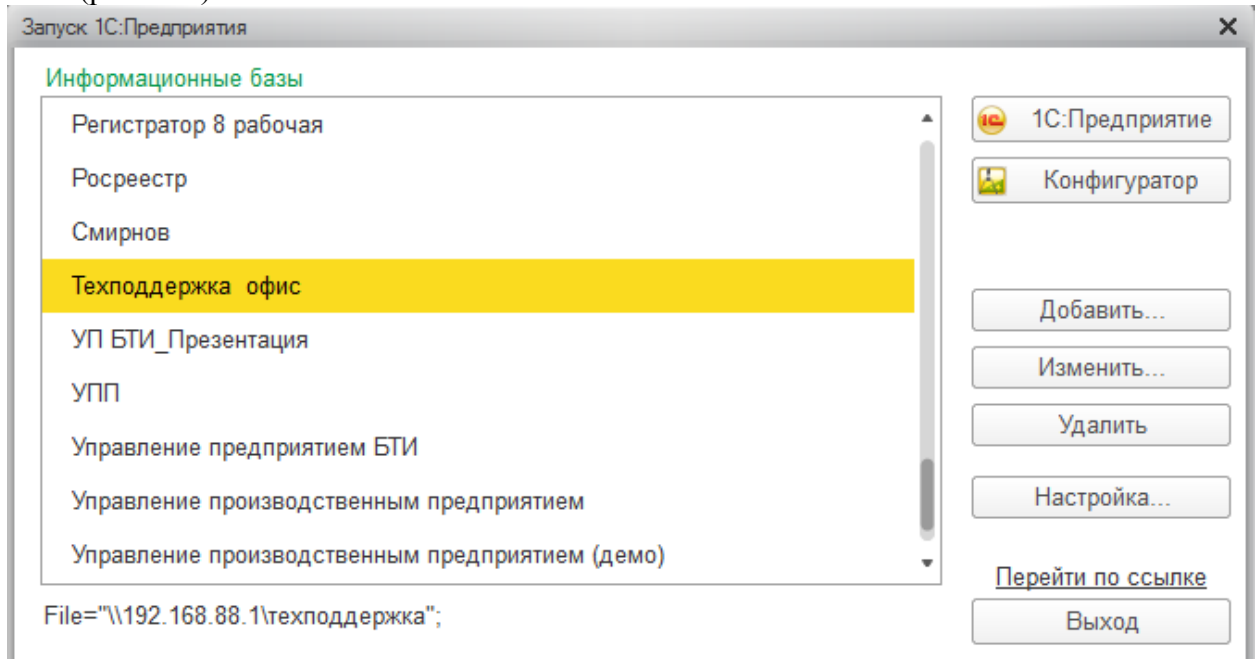 Запуск 1С:Предприятия
Информационные базы
Регистратор 8 рабочая
Росреестр
Смирнов
Техподдержка офис
УП БТИ_Презентация
УПП
Управление предприятием БТИ
Управление производственным предприятием
Управление производственным предприятием (демо)
File="\\192.168.88.1\техподдержка";
1С:Предприятие
Конфигуратор
Добавить...
Изменить...
Удалить
Настройка...
Перейти по ссылке
Выход